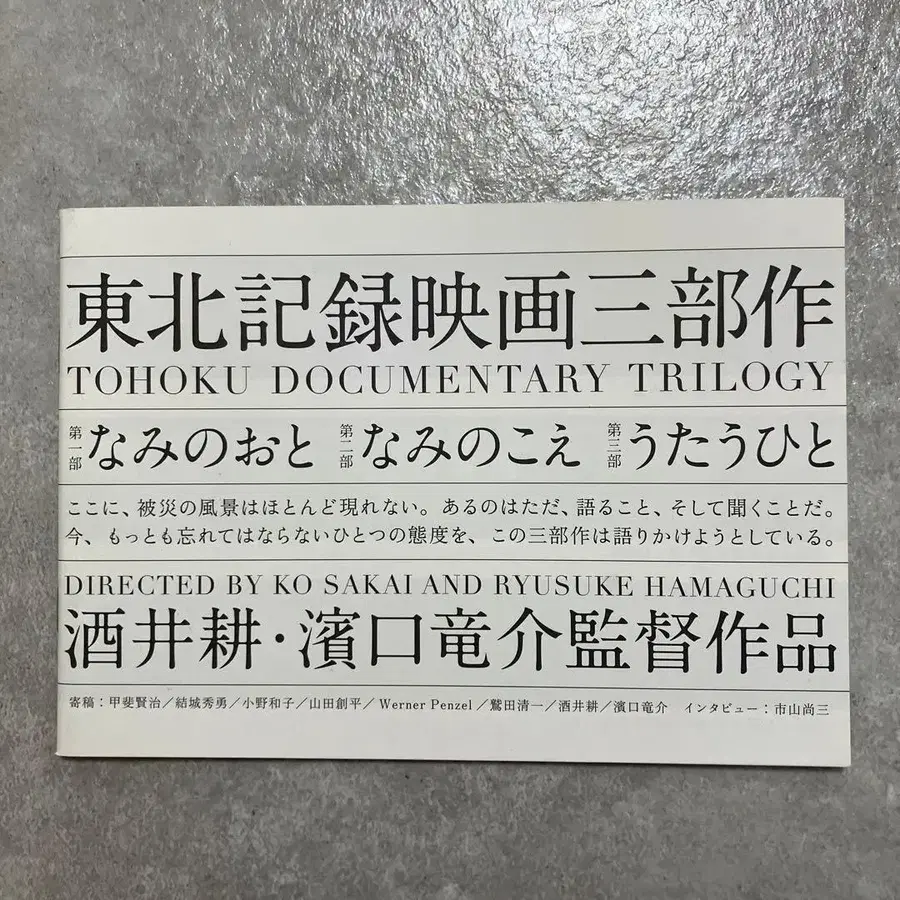 東北記録映画三部作
TOHOKU DOCUMENTARY TRILOGY
第一部 なみのおと 第二部 なみのこえ 第三部 うたうひと
ここに、被災の風景はほとんど現れない。あるのはただ、語ること、そして聞くことだ。
今、もっとも忘れてはならないひとつの態度を、この三部作は語りかけようとしている。
DIRECTED BY KO SAKAI AND RYUSUKE HAMAGUCHI
酒井耕・濱口竜介監督作品
寄稿：甲斐賢治／結城秀勇／小野和子／山田創平／Werner Penzel／鷲田清一／酒井耕／濱口竜介 インタビュー：市山尚三